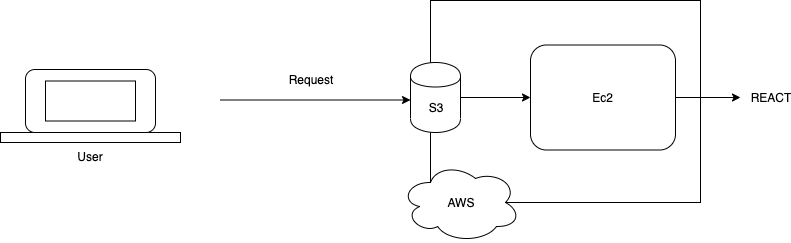 Request
S3
Ec2
REACT
User
AWS